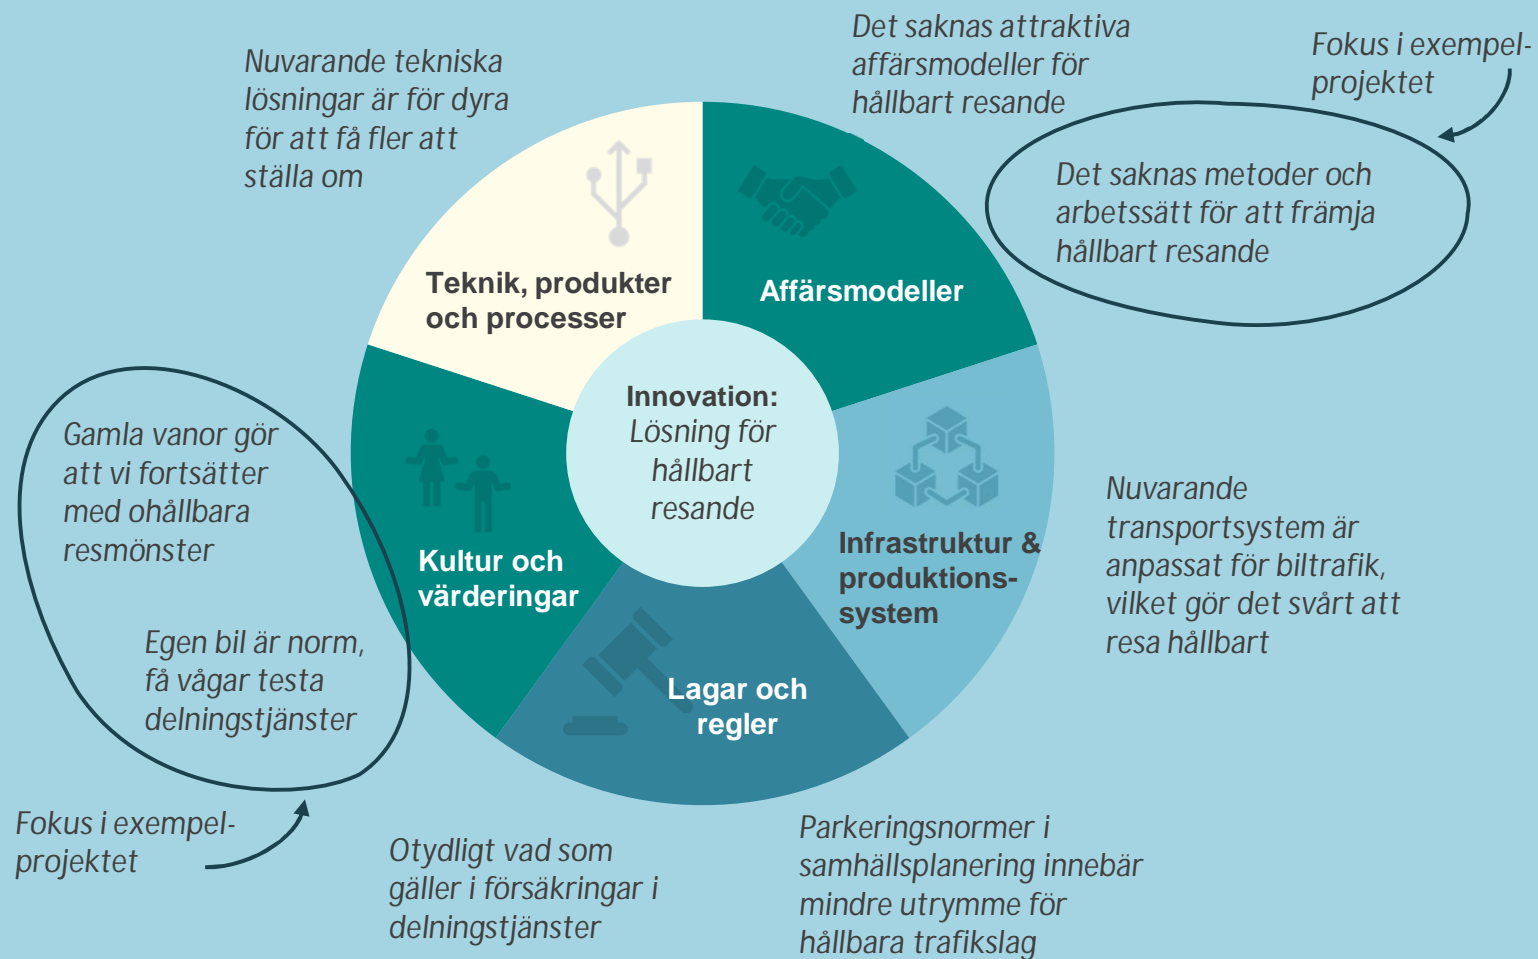 Nuvarande tekniska
lösningar är för dyra
för att få fler att
ställa om
Det saknas attraktiva
affärsmodeller för
hållbart resande
Fokus i exempel-
projektet
Det saknas metoder och
arbetssätt för att främja
hållbart resande
Teknik, produkter
och processer
Affärsmodeller
Innovation:
Lösning för
hållbart
resande
Gamla vanor gör
att vi fortsätter
med ohållbara
resmönster
Kultur och
värderingar
Infrastruktur &
produktions-
system
Nuvarande
transportsystem är
anpassat för biltrafik,
vilket gör det svårt att
resa hållbart
Egen bil är norm,
få vågar testa
delningstjänster
Lagar och
regler
Fokus i exempel-
projektet
Otydligt vad som
gäller i försäkringar i
delningstjänster
Parkeringsnormer i
samhällsplanering innebär
mindre utrymme för
hållbara trafikslag